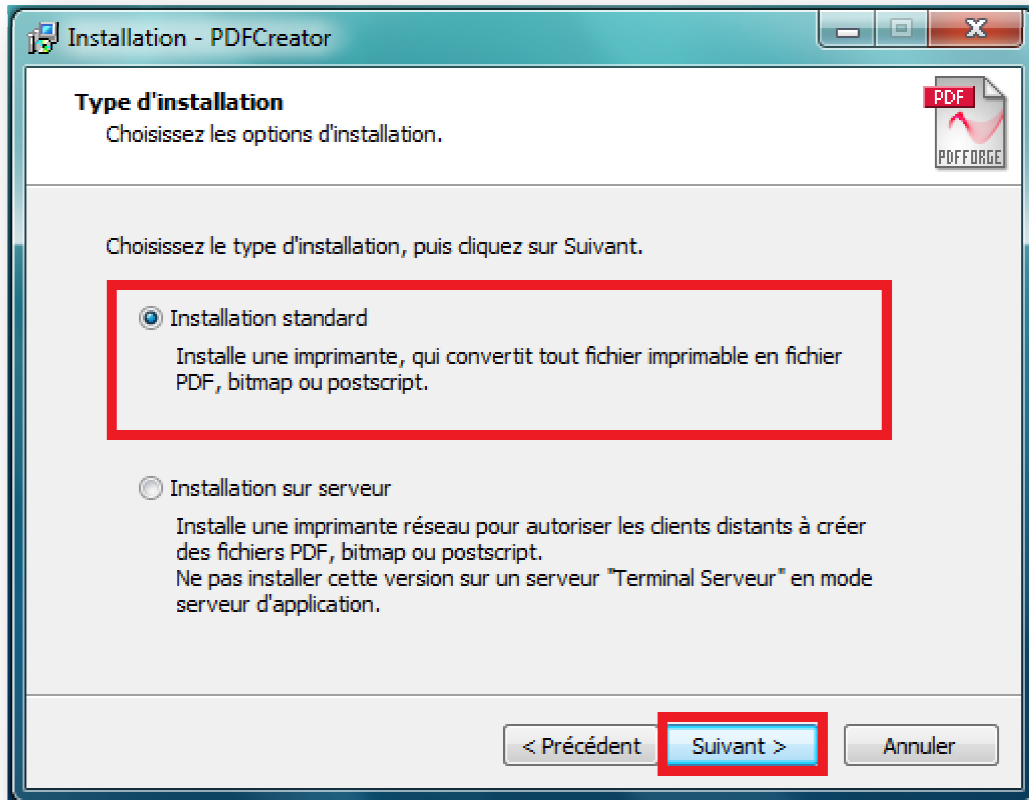 Installation - PDFCreator
Type d'installation
Choisissez les options d'installation.
PDF
PDFFORGE
Choisissez le type d'installation, puis cliquez sur Suivant.
Installation standard
Installe une imprimante, qui convertit tout fichier imprimable en fichier
PDF, bitmap ou postscript.
Installation sur serveur
Installe une imprimante réseau pour autoriser les clients distants à créer
des fichiers PDF, bitmap ou postscript.
Ne pas installer cette version sur un serveur "Terminal Serveur" en mode
serveur d'application.
< Précédent Suivant > Annuler